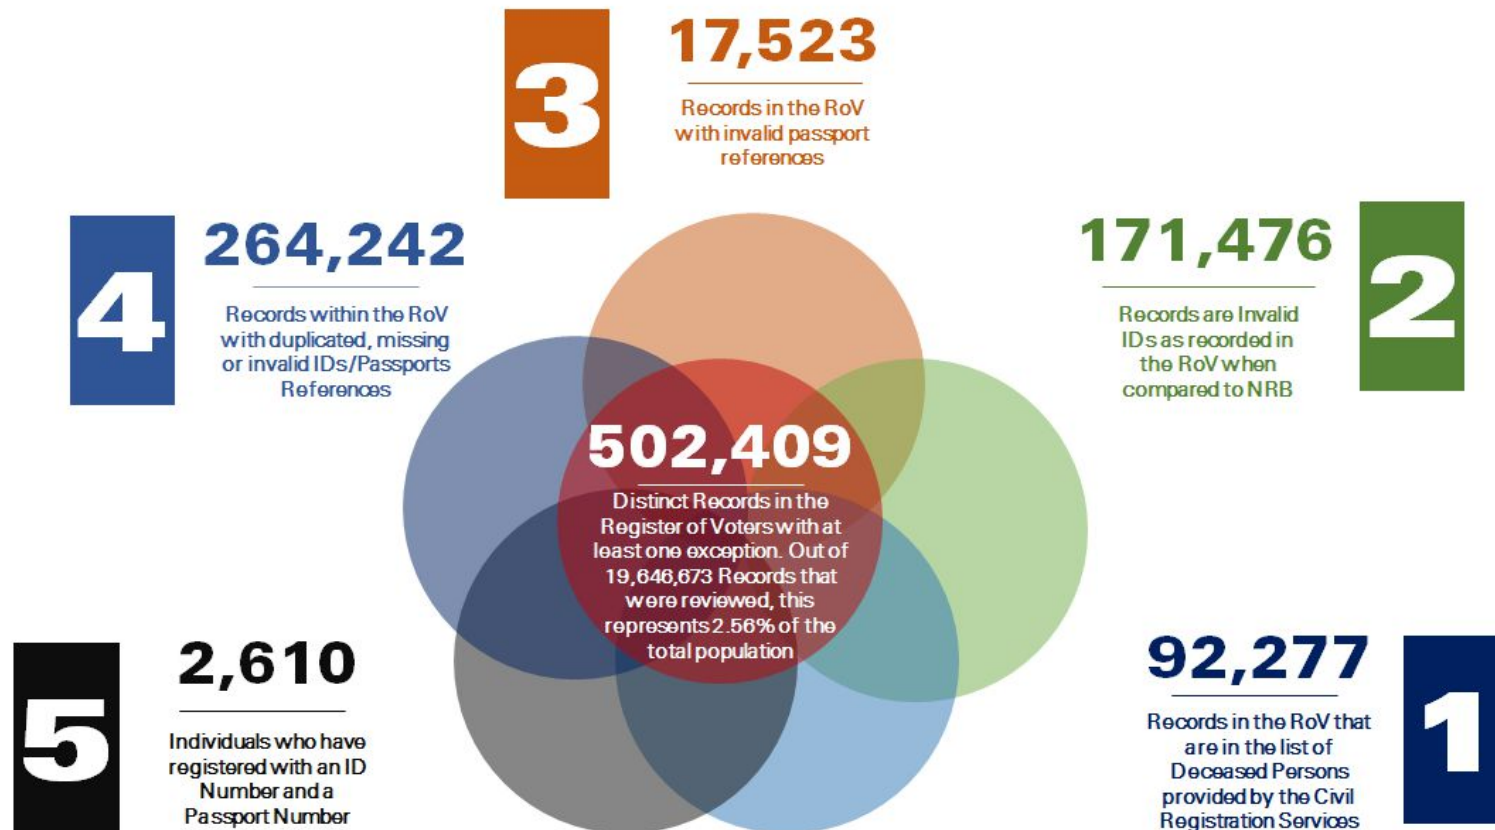 3
17,523
Records in the RoV
with invalid passport
references
4
264,242
Records within the RoV
with duplicated, missing
or invalid IDs/Passports
References
171,476
2
Records are Invalid
IDs as recorded in
the RoV when
compared to NRB
502,409
Distinct Records in the
Register of Voters with at
least one exception. Out of
19,646,673 Records that
were reviewed, this
represents 2.56% of the
total population
5
2,610
Individuals who have
registered with an ID
Number and a
Passport Number
92,277
1
Records in the RoV that
are in the list of
Deceased Persons
provided by the Civil
Registration Services